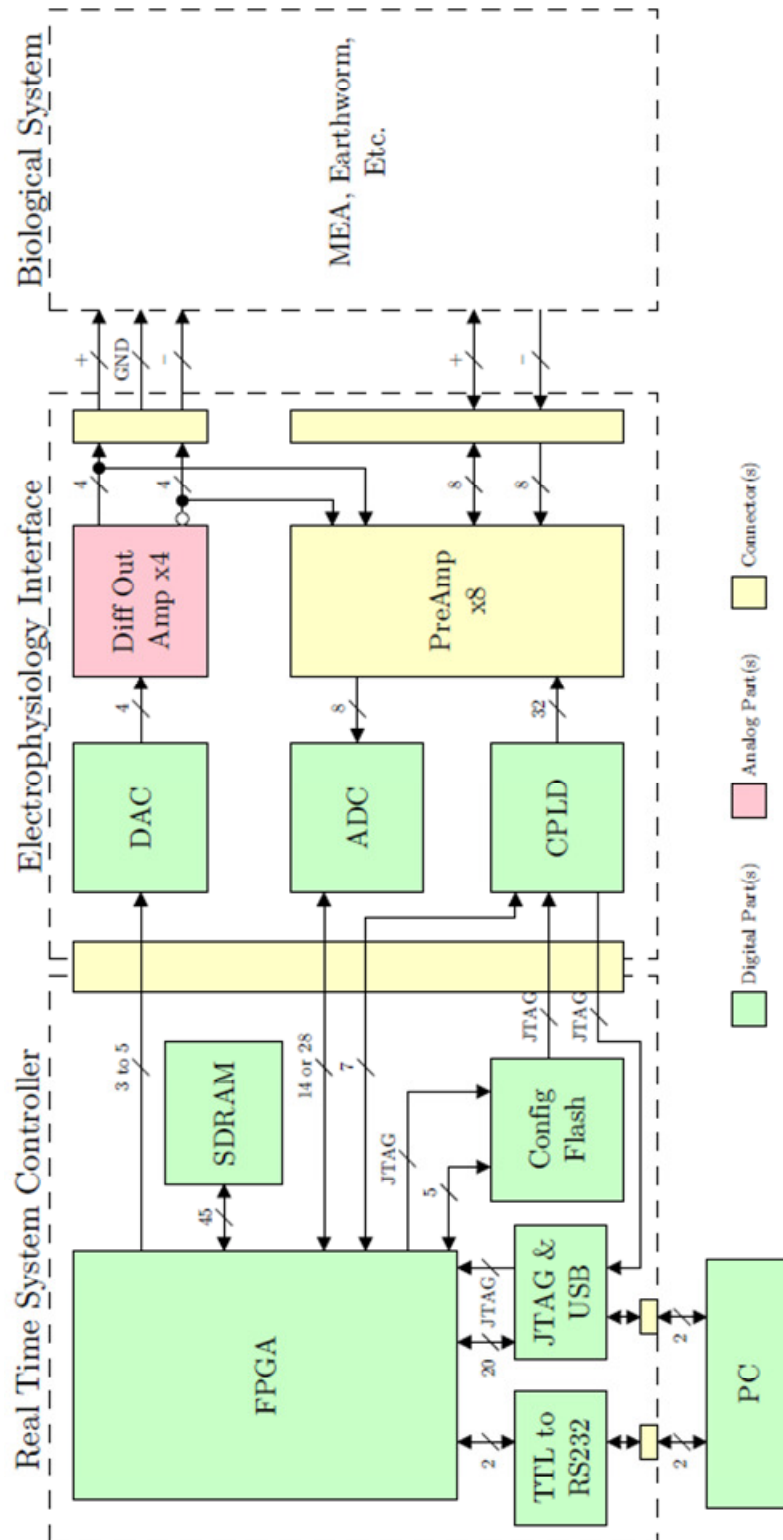 Real Time System Controller
Electrophysiology Interface
Biological System
FPGA
SDRAM
Config
Flash
JTAG &
USB
TTL to
RS232
PC
DAC
ADC
CPLD
Diff Out
Amp x4
PreAmp
x8
MEA, Earthworm,
Etc.
3 to 5
45
14 or 28
7
JTAG
5
JTAG
20
2
2
2
JTAG
JTAG
4
8
32
4
4
8
8
+
GND
−
+
−
Digital Part(s)
Analog Part(s)
Connector(s)